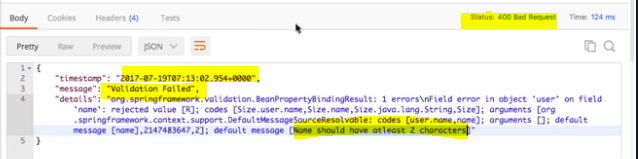 Body Cookies Headers (4) Tests Status: 400 Bad Request Time: 124 ms
Pretty Raw Preview JSON
1 {
2 "timestamp": "2017-07-19T07:13:02.954+0000",
3 "message": "Validation Failed",
4 "details": "org.springframework.validation.BeanPropertyBindingResult: 1 errors\nField error in object 'user' on field
'name': rejected value [R]; codes [Size.user.name,Size.name,Size.java.lang.String,Size]; arguments [org
.springframework.context.support.DefaultMessageSourceResolvable: codes [user.name,name]; arguments []; default
message [name],2147483647,2]; default message [Name should have atleast 2 characters]"
5 }